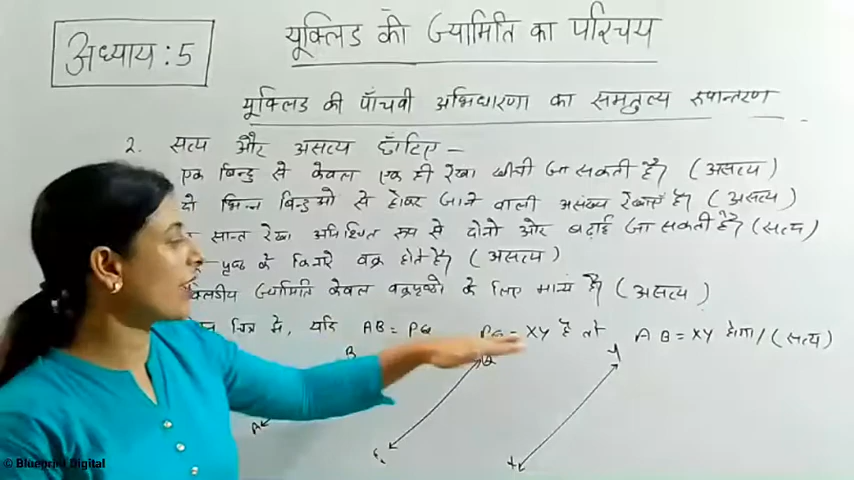 अध्याय : 5
यूक्लिड की ज्यामिति का परिचय
यूक्लिड की पाँचवी अभिधारणा का समतुल्य रूपान्तरण
2. सत्य और असत्य छाँटिए -
एक बिन्दु से केवल एक ही रेखा खींची जा सकती है। (असत्य)
दो भिन्न बिन्दुओ से होकर जाने वाली असंख्य रेखाएं है। (असत्य)
सान्त रेखा अपरिमित रूप से दोनो ओर बढ़ाई जा सकती है। (सत्य)
पृष्ठ के किनारे वक्र होते है। (असत्य)
ज्यामिति केवल वक्रपृष्ठो के लिए मान्य है। (असत्य)
चित्र मे, यदि AB = PQ PQ = XY है तो AB = XY होगा। (सत्य)
B Q Y
A P X
© Blueprint Digital